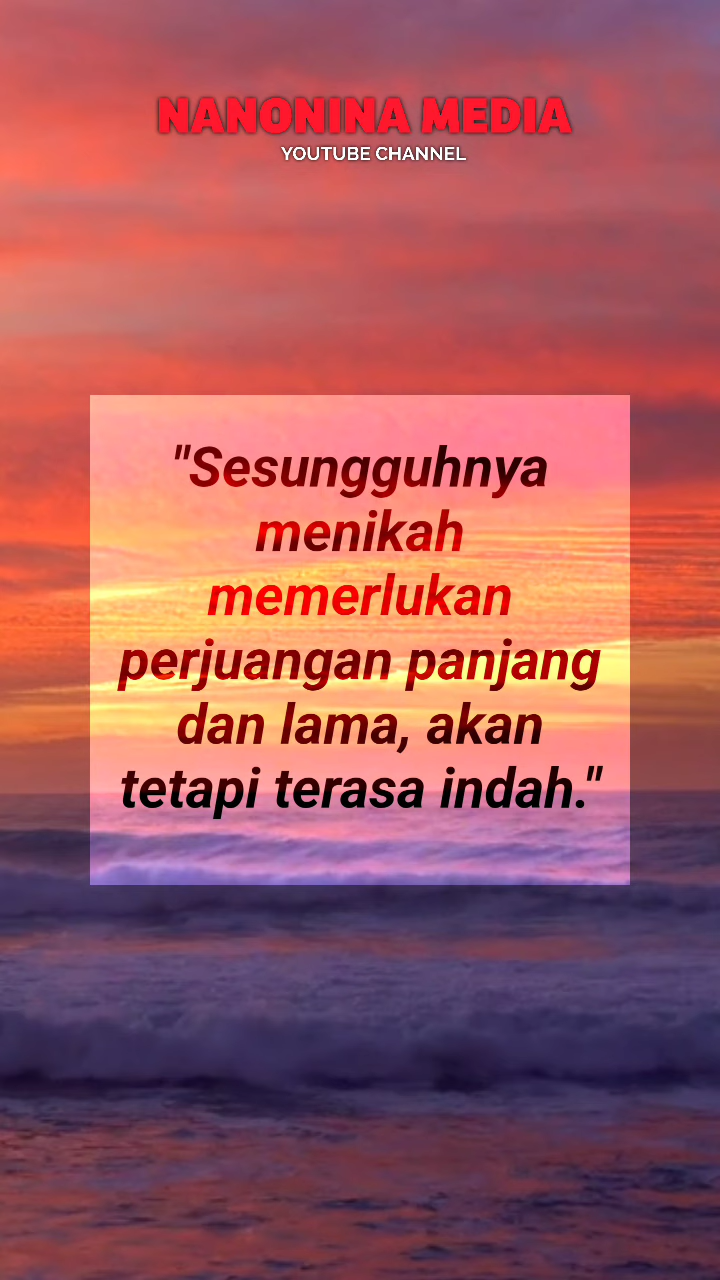 NANONINA MEDIA
YOUTUBE CHANNEL
"Sesungguhnya
menikah
memerlukan
perjuangan panjang
dan lama, akan
tetapi terasa indah."